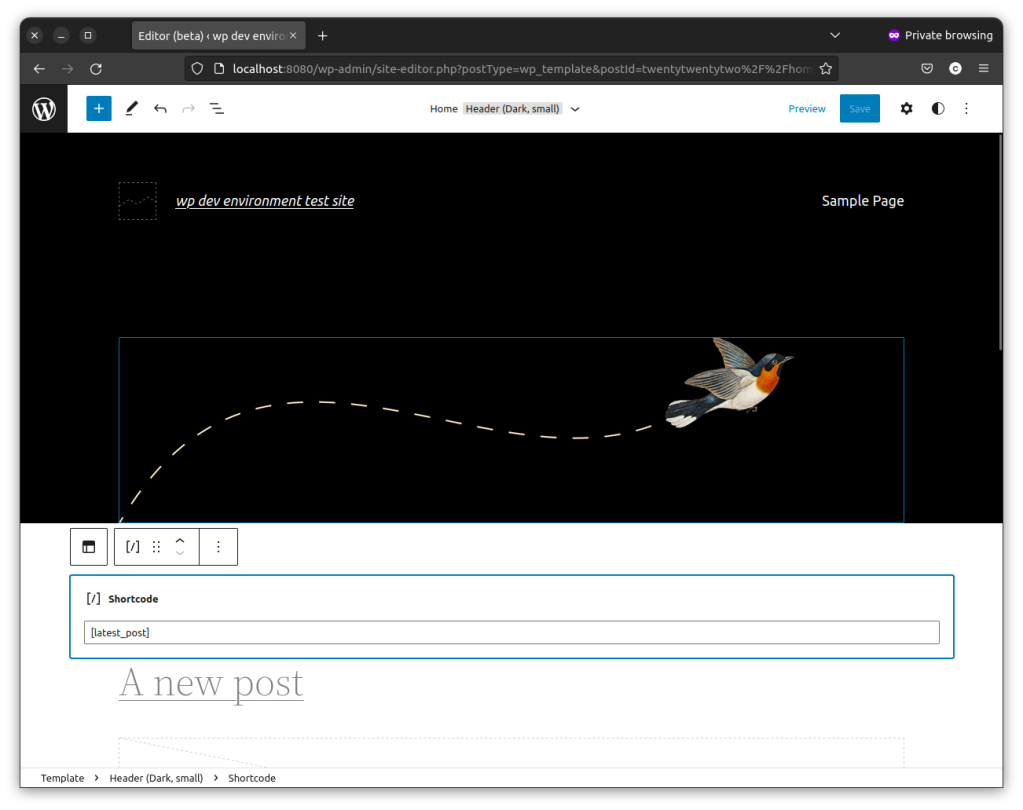 Editor (beta) ‹ wp dev enviro
Private browsing
localhost:8080/wp-admin/site-editor.php?postType=wp_template&postId=twentytwentytwo%2F%2Fhom
Home Header (Dark, small)
Preview
Save
wp dev environment test site
Sample Page
[/] Shortcode
[latest_post]
A new post
Template > Header (Dark, small) > Shortcode